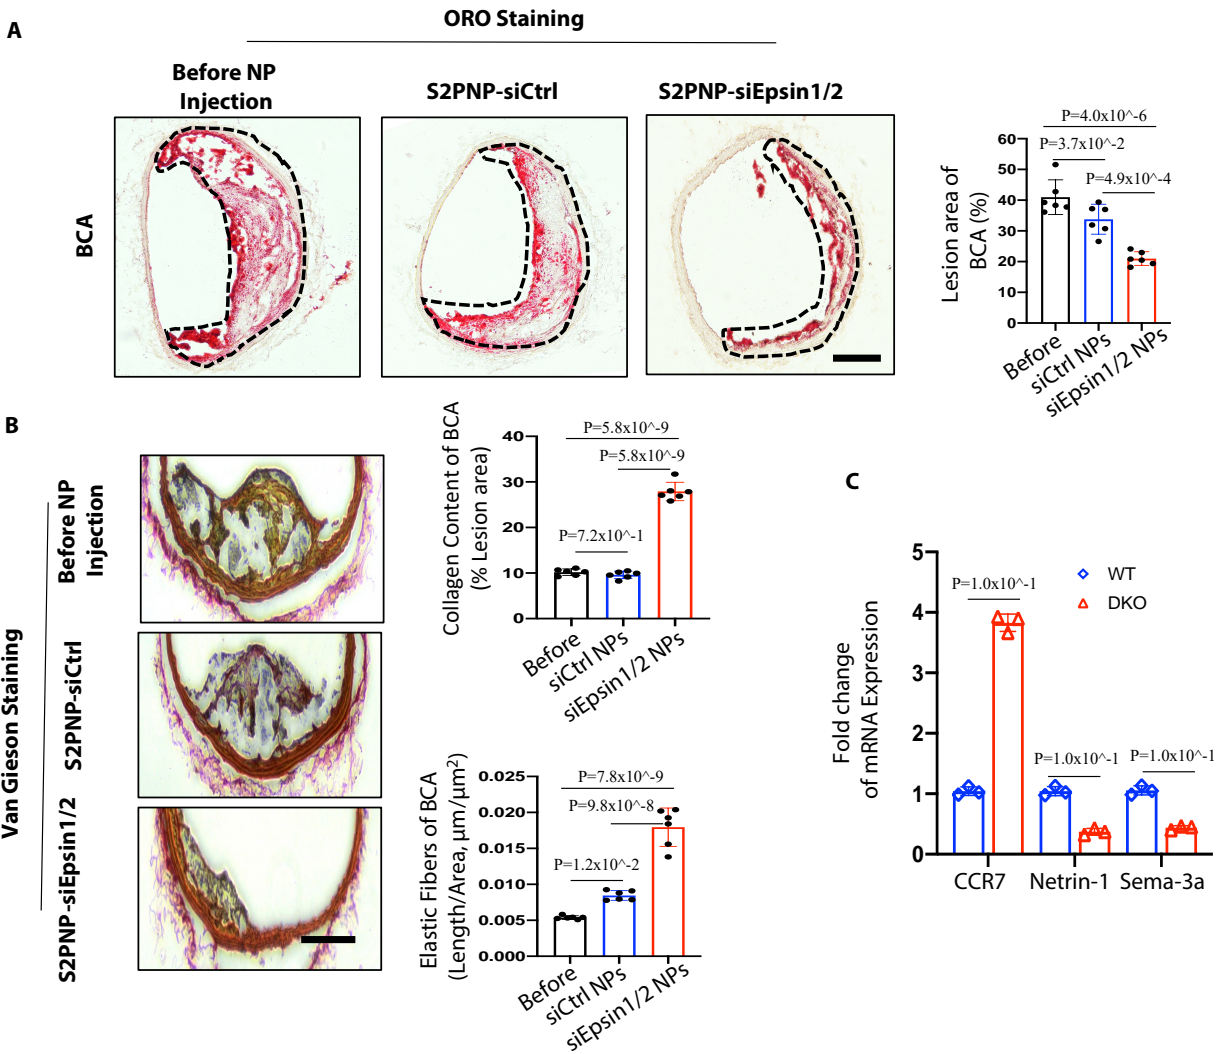 A
ORO Staining
Before NP
Injection
S2PNP-siCtrl
S2PNP-siEpsin1/2
BCA
Lesion area of
BCA (%)
P=4.0x10^-6
P=3.7x10^-2
P=4.9x10^-4
60
50
40
30
20
10
0
Before
siCtrl NPs
siEpsin1/2 NPs
B
Van Gieson Staining
Before NP
Injection
S2PNP-siCtrl
S2PNP-siEpsin1/2
Collagen Content of BCA
(% Lesion area)
P=5.8x10^-9
P=5.8x10^-9
P=7.2x10^-1
40
30
20
10
0
Before
siCtrl NPs
siEpsin1/2 NPs
Elastic Fibers of BCA
(Length/Area, μm/μm²)
P=7.8x10^-9
P=9.8x10^-8
P=1.2x10^-2
0.025
0.020
0.015
0.010
0.005
0.000
Before
siCtrl NPs
siEpsin1/2 NPs
C
Fold change
of mRNA Expression
5
4
3
2
1
0
P=1.0x10^-1
WT
DKO
P=1.0x10^-1
P=1.0x10^-1
CCR7
Netrin-1
Sema-3a